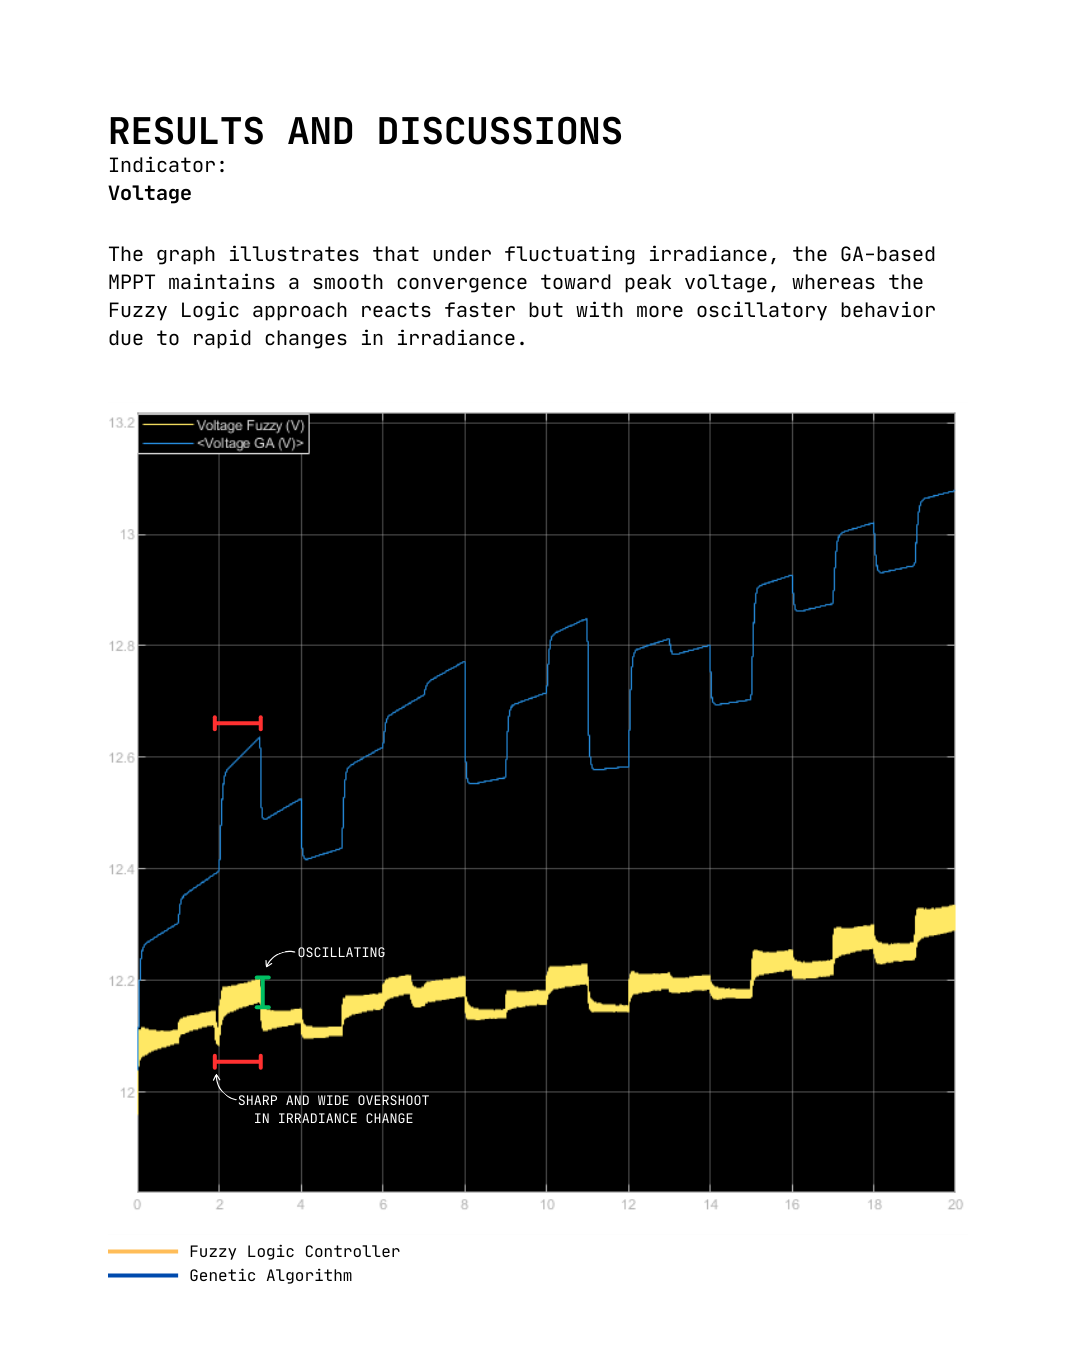 RESULTS AND DISCUSSIONS
Indicator:
Voltage
The graph illustrates that under fluctuating irradiance, the GA-based
MPPT maintains a smooth convergence toward peak voltage, whereas the
Fuzzy Logic approach reacts faster but with more oscillatory behavior
due to rapid changes in irradiance.
13.2
Voltage Fuzzy (V)
<Voltage GA (V)>
13
12.8
12.6
12.4
OSCILLATING
12.2
12
SHARP AND WIDE OVERSHOOT
IN IRRADIANCE CHANGE
0 2 4 6 8 10 12 14 16 18 20
Fuzzy Logic Controller
Genetic Algorithm